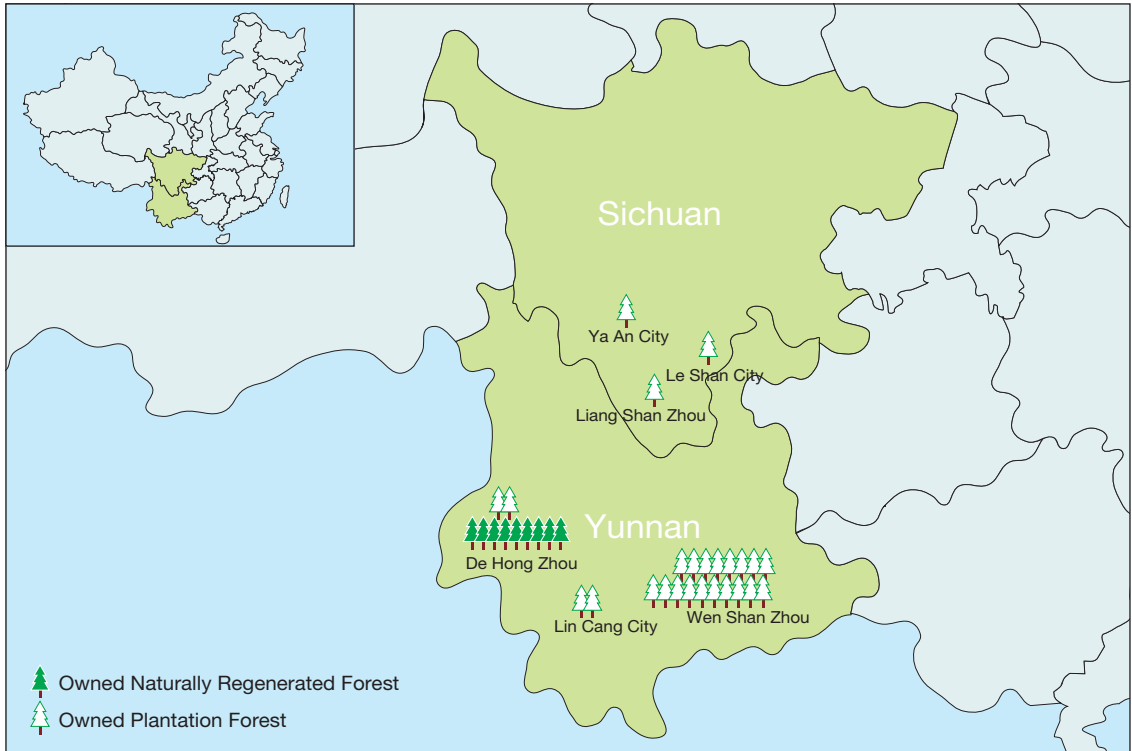 Sichuan
Ya An City
Le Shan City
Liang Shan Zhou
Yunnan
De Hong Zhou
Wen Shan Zhou
Lin Cang City
Owned Naturally Regenerated Forest
Owned Plantation Forest